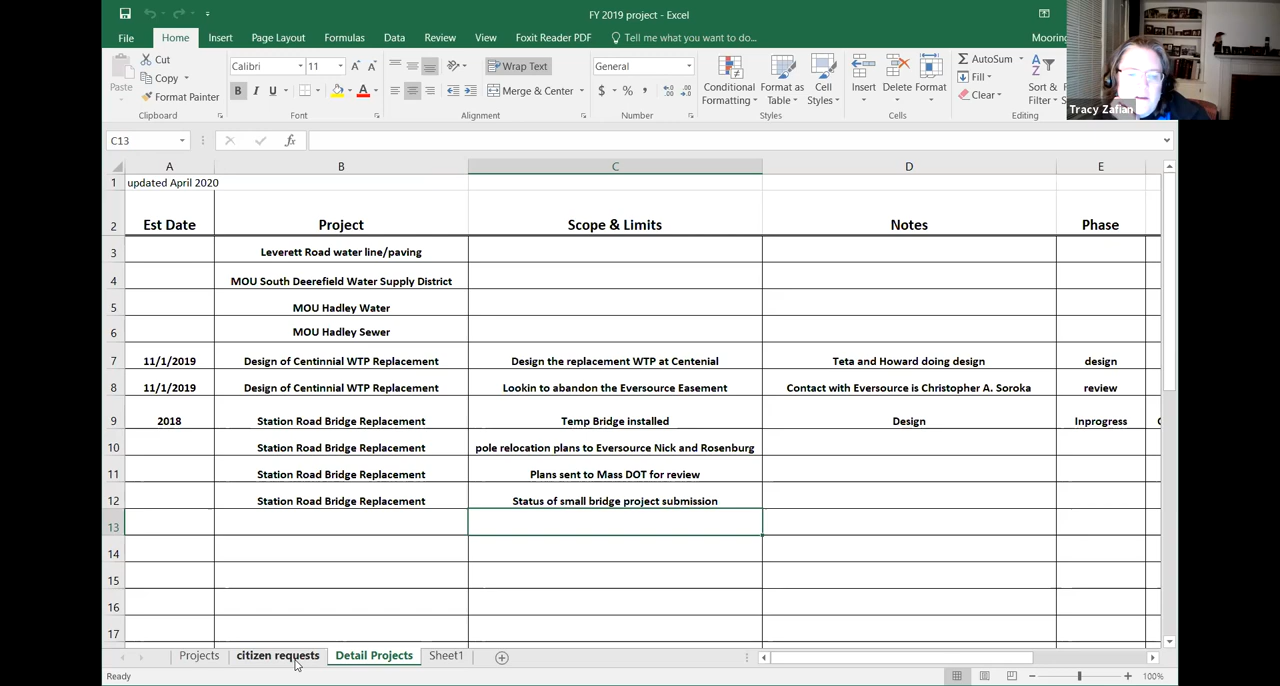 FY 2019 project - Excel
File Home Insert Page Layout Formulas Data Review View Foxit Reader PDF Tell me what you want to do... Mooring
Paste Cut Copy Format Painter Clipboard
Calibri 11 A A B I U A Font
Wrap Text Merge & Center Alignment
General $ % , Number
Conditional Formatting Format as Table Cell Styles Styles
Insert Delete Format Cells
AutoSum Fill Clear Sort & Filter Editing
Tracy Zafian
C13 fx
A B C D E
1 updated April 2020
2 Est Date Project Scope & Limits Notes Phase
3 Leverett Road water line/paving
4 MOU South Deerefield Water Supply District
5 MOU Hadley Water
6 MOU Hadley Sewer
7 11/1/2019 Design of Centinnial WTP Replacement Design the replacement WTP at Centenial Teta and Howard doing design design
8 11/1/2019 Design of Centinnial WTP Replacement Lookin to abandon the Eversource Easement Contact with Eversource is Christopher A. Soroka review
9 2018 Station Road Bridge Replacement Temp Bridge installed Design Inprogress
10 Station Road Bridge Replacement pole relocation plans to Eversource Nick and Rosenburg
11 Station Road Bridge Replacement Plans sent to Mass DOT for review
12 Station Road Bridge Replacement Status of small bridge project submission
13
14
15
16
17
Projects citizen requests Detail Projects Sheet1
Ready 100%